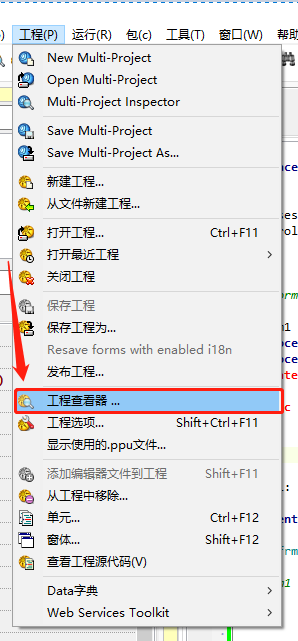 工程(P) 运行(R) 包(C) 工具(T) 窗口(W) 帮助
New Multi-Project
Open Multi-Project
Multi-Project Inspector
Save Multi-Project
Save Multi-Project As...
新建工程...
从文件新建工程...
打开工程... Ctrl+F11
打开最近工程
关闭工程
保存工程
保存工程为...
Resave forms with enabled i18n
发布工程...
工程查看器 ...
工程选项... Shift+Ctrl+F11
显示使用的.ppu文件...
添加编辑器文件到工程 Shift+F11
从工程中移除...
单元... Ctrl+F12
窗体... Shift+F12
查看工程源代码(V)
Data字典
Web Services Toolkit